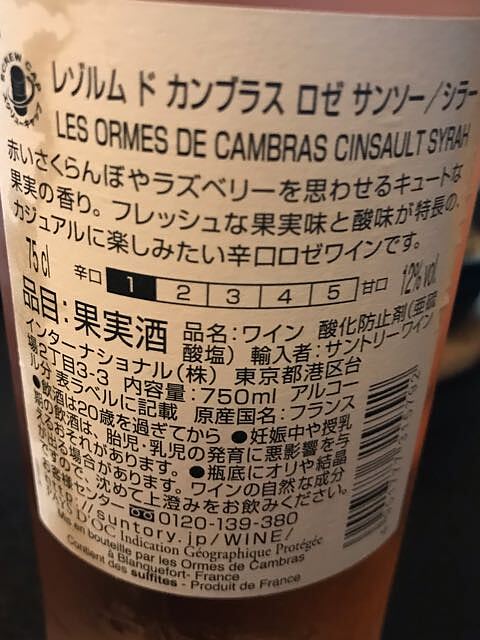 SCREW CAP
レゾルム ド カンブラス ロゼ サンソー/シラー
LES ORMES DE CAMBRAS CINSAULT SYRAH
赤いさくらんぼやラズベリーを思わせるキュートな
果実の香り。フレッシュな果実味と酸味が特長の、
カジュアルに楽しみたい辛口ロゼワインです。
75 cl 辛口 1 2 3 4 5 甘口 12% vol
品目:果実酒 品名:ワイン 酸化防止剤(亜硫
酸塩) 輸入者:サントリーワイン
インターナショナル(株) 東京都港区台
場2丁目3-3 内容量:750ml アルコー
ル分 表ラベルに記載 原産国名:フランス
●飲酒は20歳を過ぎてから ●妊娠中や授乳
期の飲酒は、胎児・乳児の発育に悪影響を与
えるおそれがあります。●瓶底にオリや結晶
が出る場合があります。ワインの自然な成分
ですので、沈めて上澄みをお飲みください。
お客様センター 0120-139-380
http://suntory.jp/WINE/
PAYS D'OC Indication Géographique Protégée
Mis en bouteille par les Ormes de Cambras
à Blanquefort- France
Contient des sulfites - Produit de France